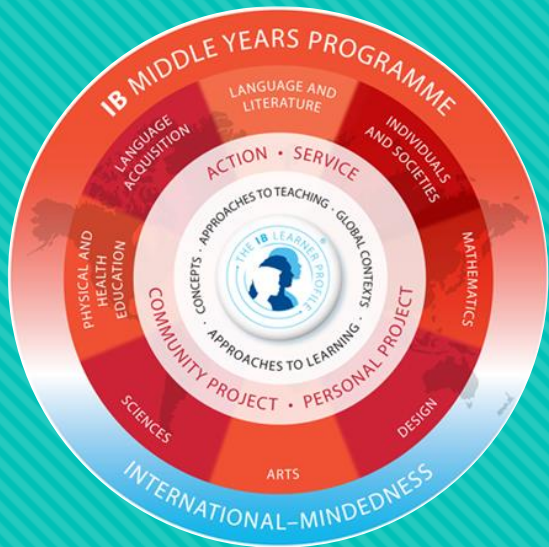 IB MIDDLE YEARS PROGRAMME
LANGUAGE AND
LITERATURE
INDIVIDUALS
AND SOCIETIES
MATHEMATICS
DESIGN
ARTS
SCIENCES
PHYSICAL AND
HEALTH
EDUCATION
LANGUAGE
ACQUISITION
ACTION • SERVICE
COMMUNITY PROJECT • PERSONAL PROJECT
APPROACHES TO TEACHING · GLOBAL CONTEXTS · APPROACHES TO LEARNING · CONCEPTS ·
THE IB LEARNER PROFILE ®
INTERNATIONAL–MINDEDNESS